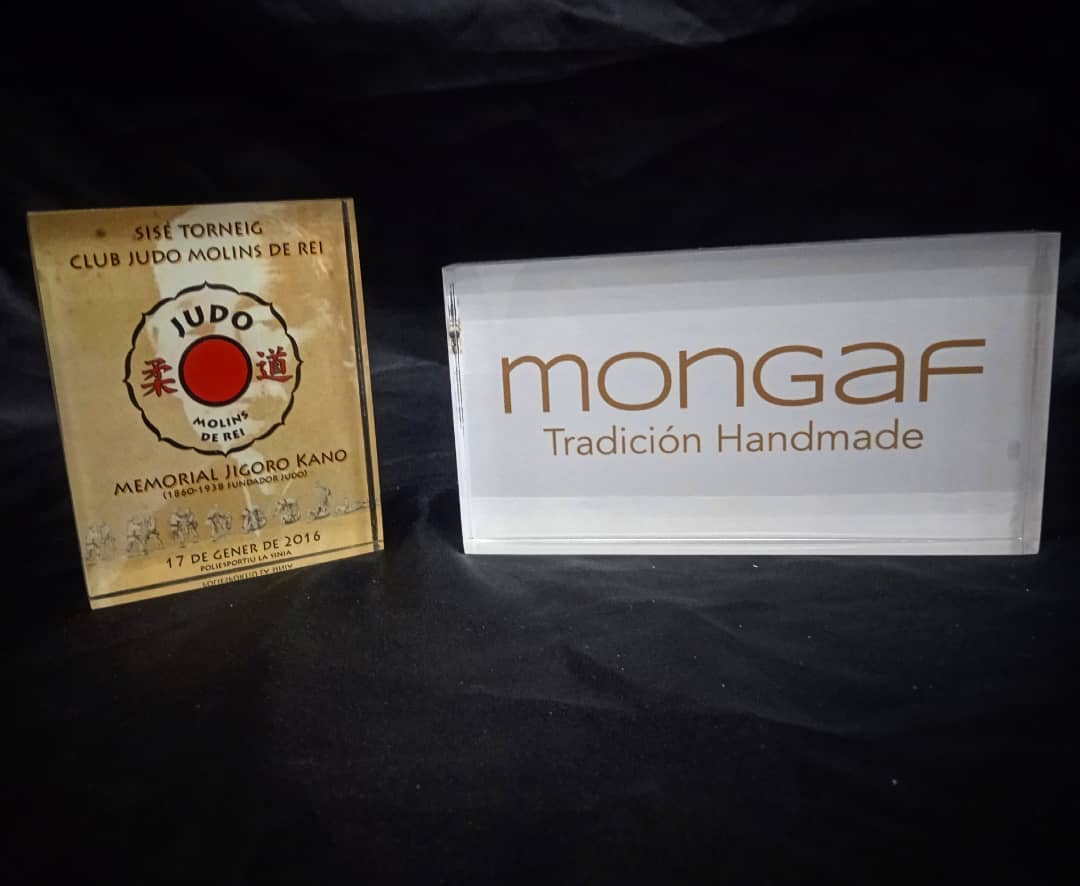 SISÉ TORNEIG
CLUB JUDO MOLINS DE REI
JUDO
柔 道
MOLINS
DE REI
MEMORIAL JIGORO KANO
(1860-1938 FUNDADOR JUDO)
17 DE GENER DE 2016
POLIESPORTIU LA SINIA
monGaF
Tradición Handmade